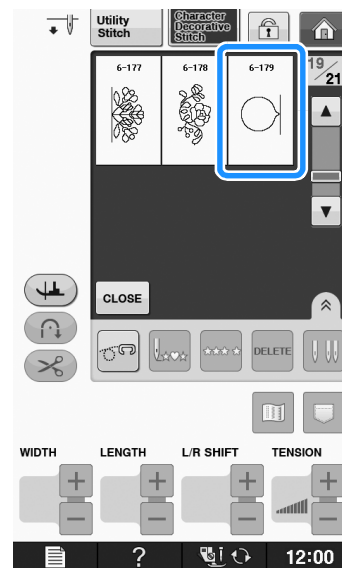 Utility
Stitch
Character
Decorative
Stitch
6-177 6-178 6-179
19/21
CLOSE
DELETE
WIDTH LENGTH L/R SHIFT TENSION
+ + + +
− − − −
? 12:00